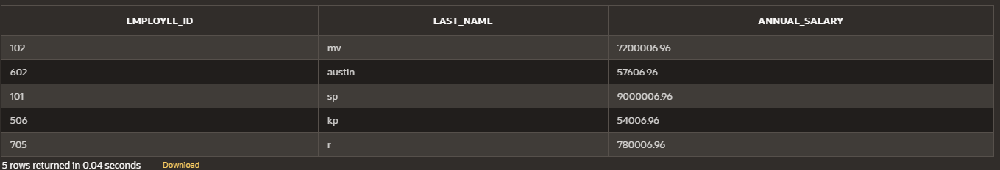 EMPLOYEE_ID LAST_NAME ANNUAL_SALARY
102 mv 7200006.96
602 austin 57606.96
101 sp 9000006.96
506 kp 54006.96
705 r 780006.96
5 rows returned in 0.04 seconds Download